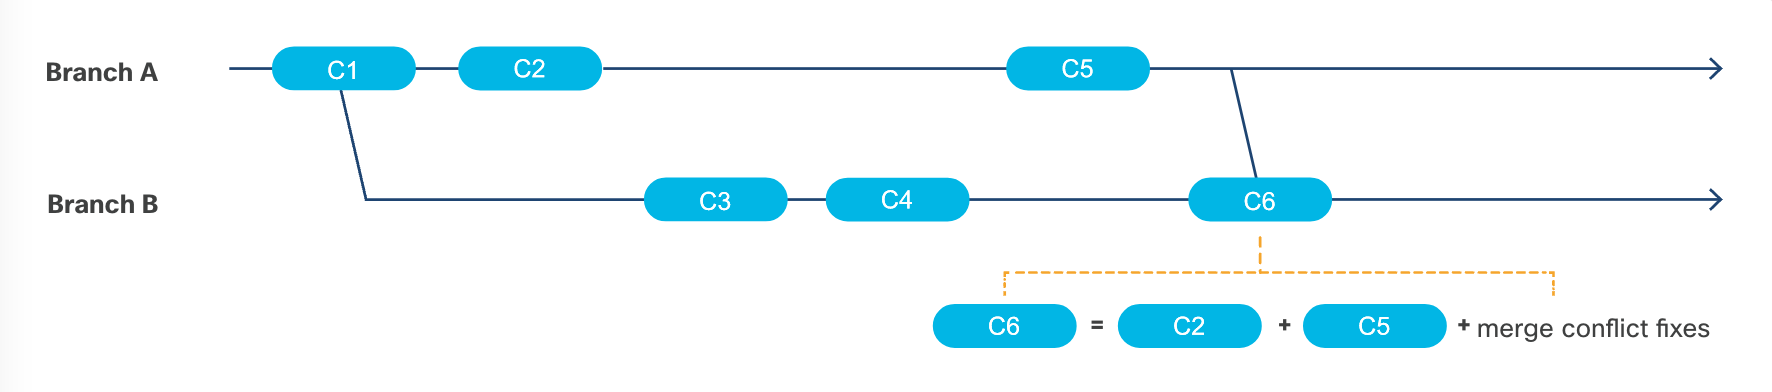 Branch A C1 C2 C5
Branch B C3 C4 C6
C6 = C2 + C5 + merge conflict fixes